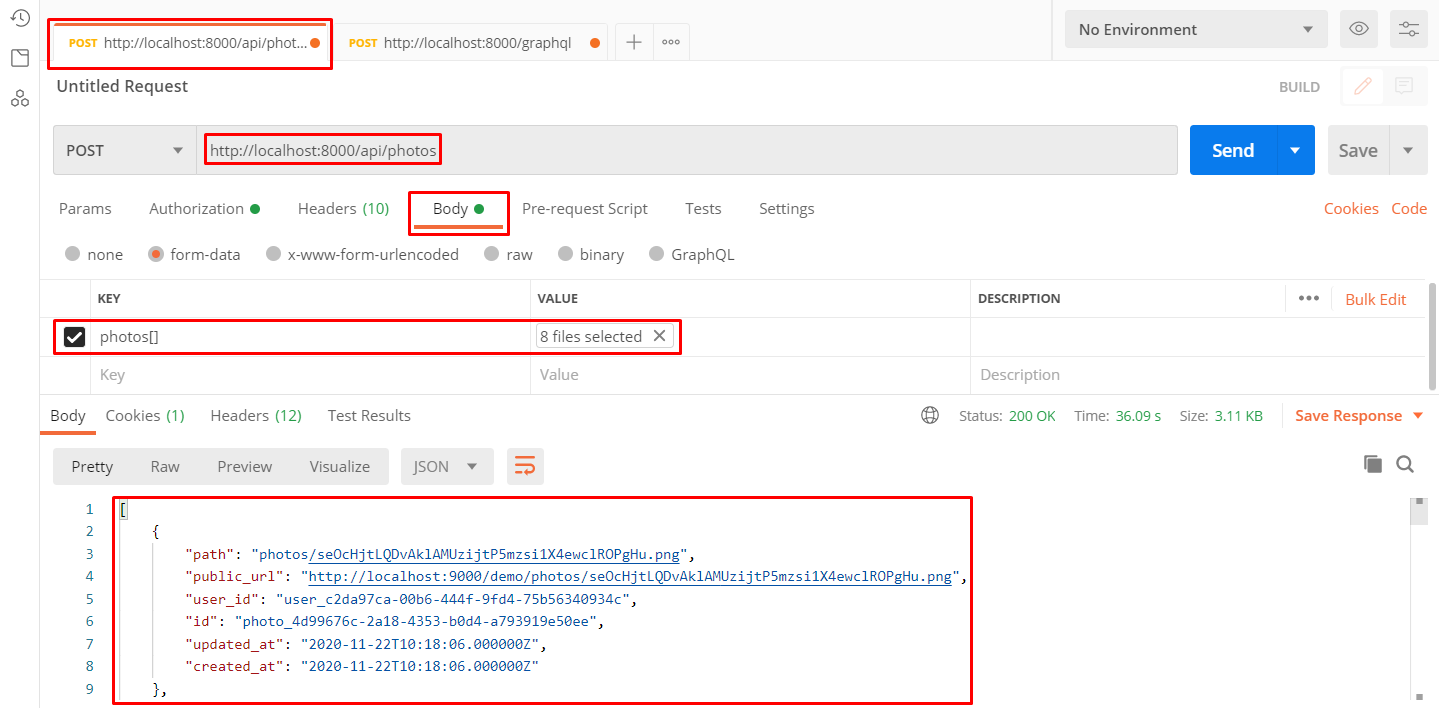 POST http://localhost:8000/api/phot... POST http://localhost:8000/graphql No Environment
Untitled Request BUILD
POST http://localhost:8000/api/photos Send Save
Params Authorization Headers (10) Body Pre-request Script Tests Settings Cookies Code
none form-data x-www-form-urlencoded raw binary GraphQL
KEY VALUE DESCRIPTION ••• Bulk Edit
photos[] 8 files selected
Key Value Description
Body Cookies (1) Headers (12) Test Results Status: 200 OK Time: 36.09 s Size: 3.11 KB Save Response
Pretty Raw Preview Visualize JSON
1 [
2 {
3 "path": "photos/seOcHjtLQDvAklAMUzijtP5mzsi1X4ewclROPgHu.png",
4 "public_url": "http://localhost:9000/demo/photos/seOcHjtLQDvAklAMUzijtP5mzsi1X4ewclROPgHu.png",
5 "user_id": "user_c2da97ca-00b6-444f-9fd4-75b56340934c",
6 "id": "photo_4d99676c-2a18-4353-b0d4-a793919e50ee",
7 "updated_at": "2020-11-22T10:18:06.000000Z",
8 "created_at": "2020-11-22T10:18:06.000000Z"
9 },